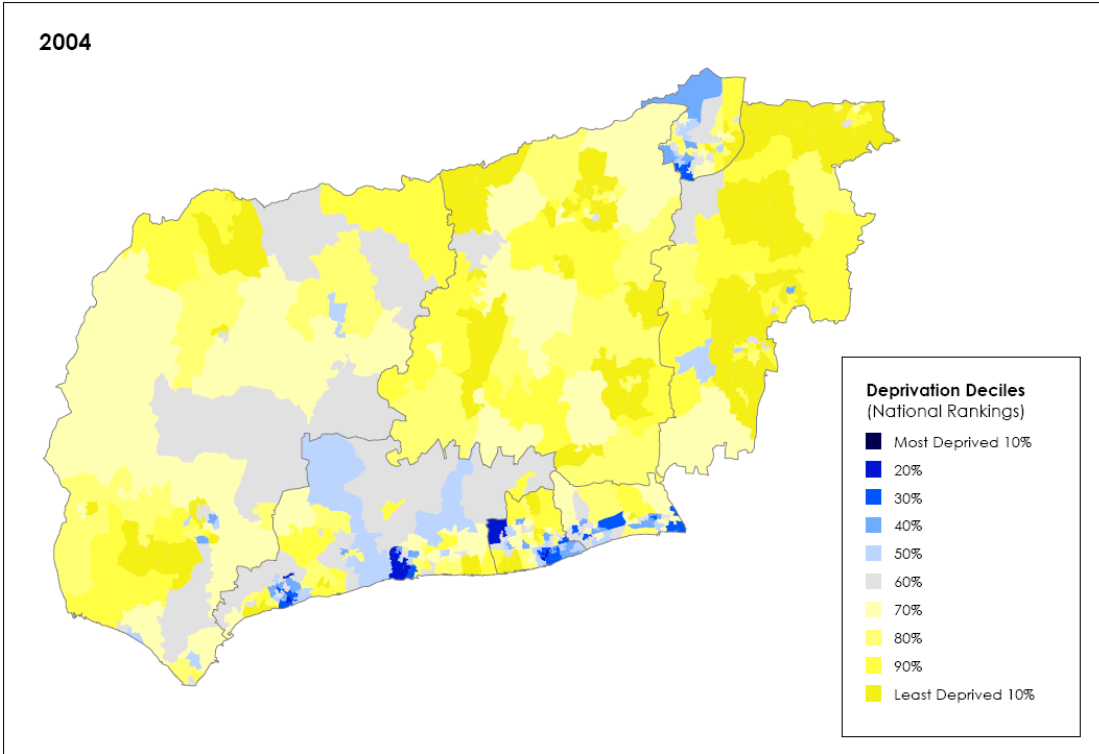 2004
Deprivation Deciles
(National Rankings)
Most Deprived 10%
20%
30%
40%
50%
60%
70%
80%
90%
Least Deprived 10%